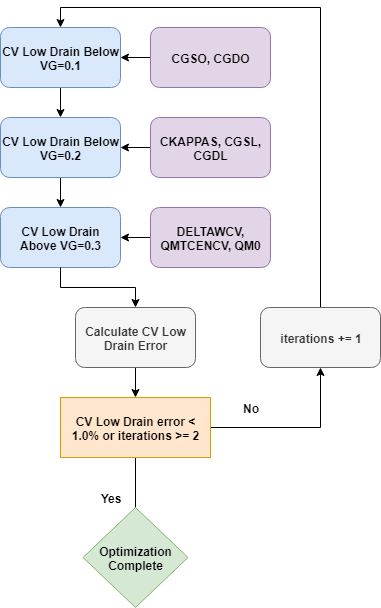 CV Low Drain Below
VG=0.1
CGSO, CGDO
CV Low Drain Below
VG=0.2
CKAPPAS, CGSL,
CGDL
CV Low Drain
Above VG=0.3
DELTAWCV,
QMTCENCV, QM0
Calculate CV Low
Drain Error
iterations += 1
CV Low Drain error <
1.0% or iterations >= 2
No
Yes
Optimization
Complete